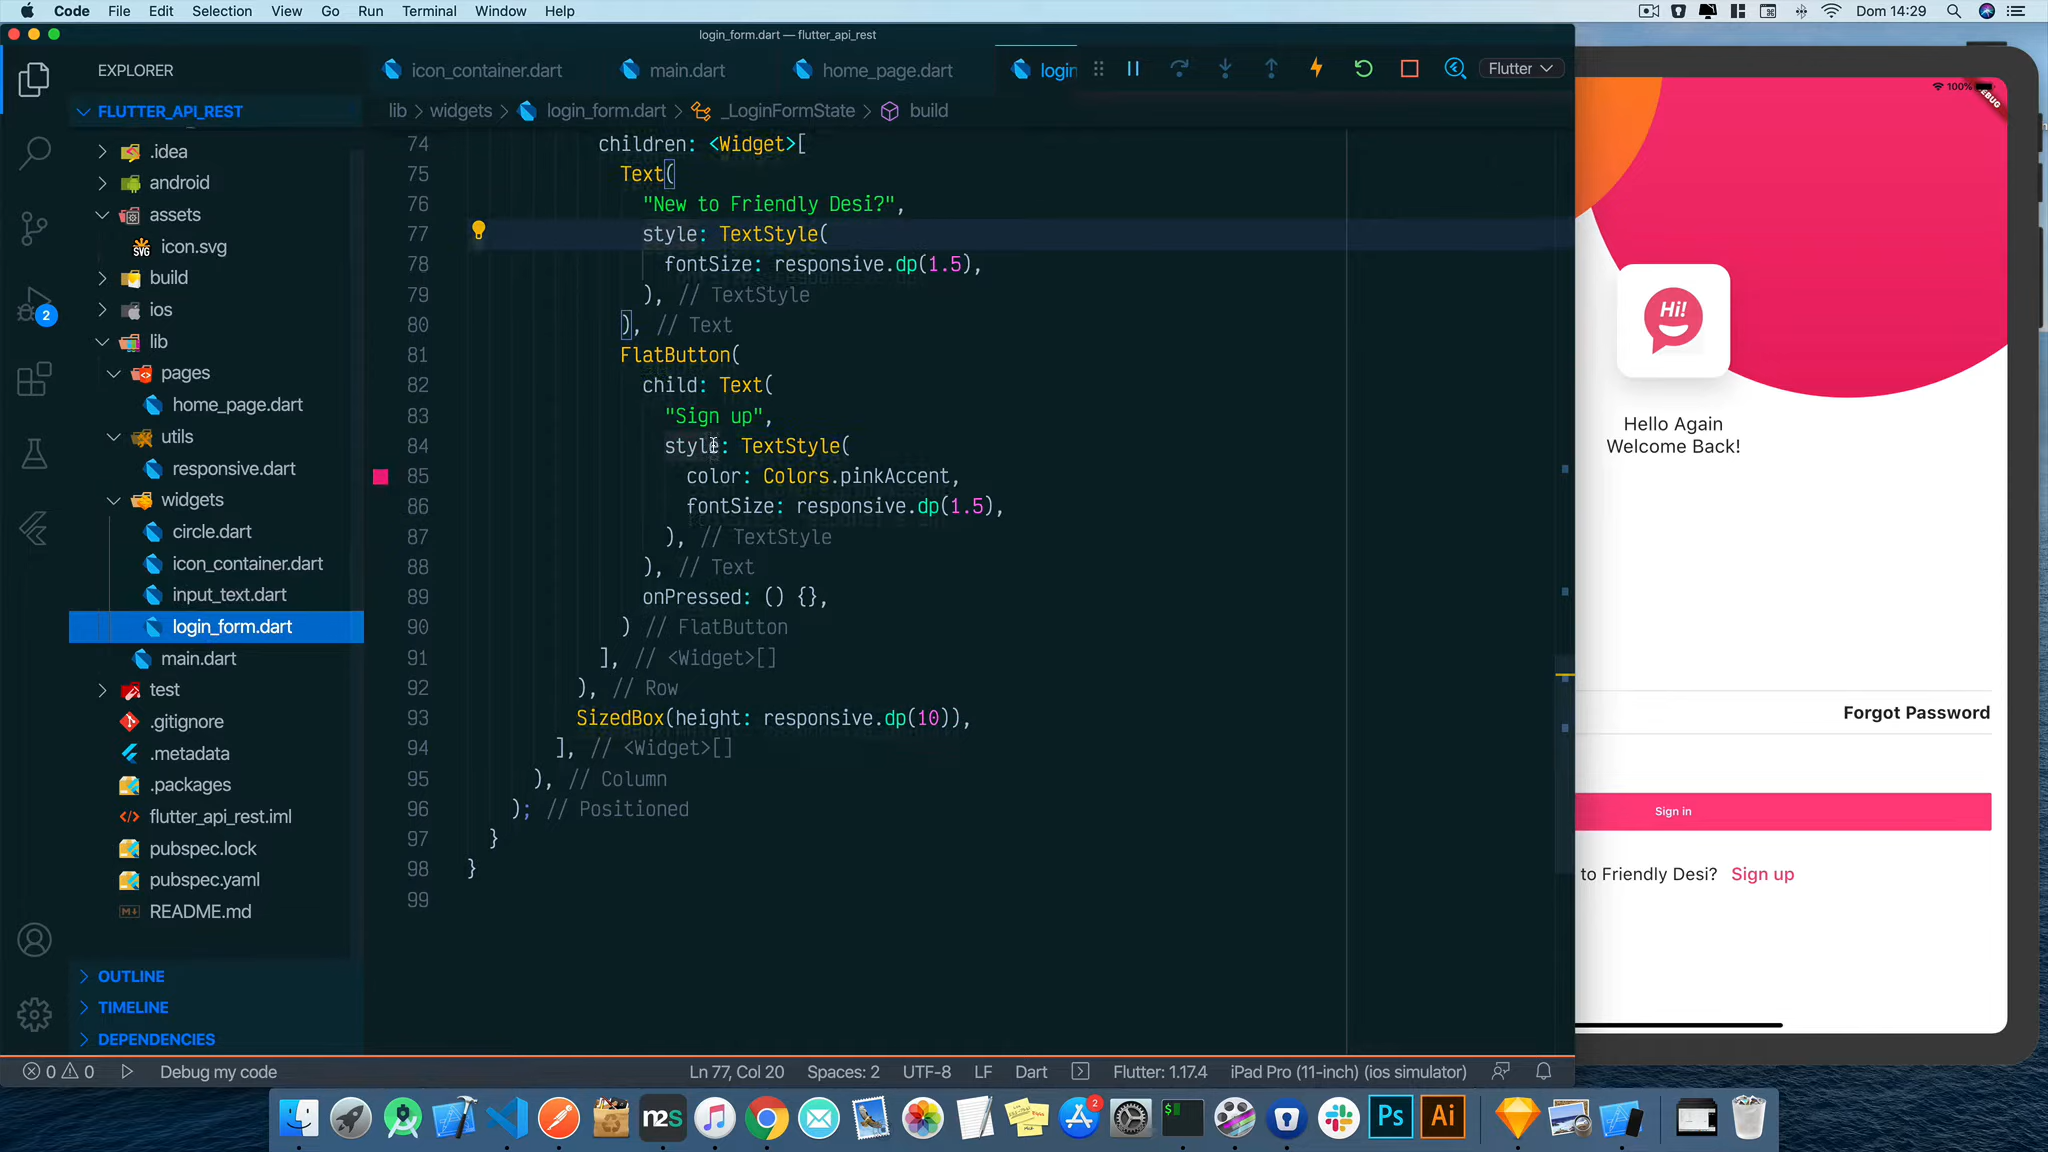 Code File Edit Selection View Go Run Terminal Window Help Dom 14:29
login_form.dart — flutter_api_rest
EXPLORER
icon_container.dart main.dart home_page.dart login Flutter
FLUTTER_API_REST
lib > widgets > login_form.dart > _LoginFormState > build
.idea
android
assets
icon.svg
build
ios
lib
pages
home_page.dart
utils
responsive.dart
widgets
circle.dart
icon_container.dart
input_text.dart
login_form.dart
main.dart
test
.gitignore
.metadata
.packages
flutter_api_rest.iml
pubspec.lock
pubspec.yaml
README.md
OUTLINE
TIMELINE
DEPENDENCIES
2
74 children: <Widget>[
75 Text(
76 "New to Friendly Desi?",
77 style: TextStyle(
78 fontSize: responsive.dp(1.5),
79 ), // TextStyle
80 ), // Text
81 FlatButton(
82 child: Text(
83 "Sign up",
84 style: TextStyle(
85 color: Colors.pinkAccent,
86 fontSize: responsive.dp(1.5),
87 ), // TextStyle
88 ), // Text
89 onPressed: () {},
90 ) // FlatButton
91 ], // <Widget>[]
92 ), // Row
93 SizedBox(height: responsive.dp(10)),
94 ], // <Widget>[]
95 ), // Column
96 ); // Positioned
97 }
98 }
99
100%
DEBUG
Hi!
Hello Again
Welcome Back!
Forgot Password
Sign in
to Friendly Desi? Sign up
0 0 Debug my code Ln 77, Col 20 Spaces: 2 UTF-8 LF Dart Flutter: 1.17.4 iPad Pro (11-inch) (ios simulator)
SVG
n2s
2
$
Ps
Ai